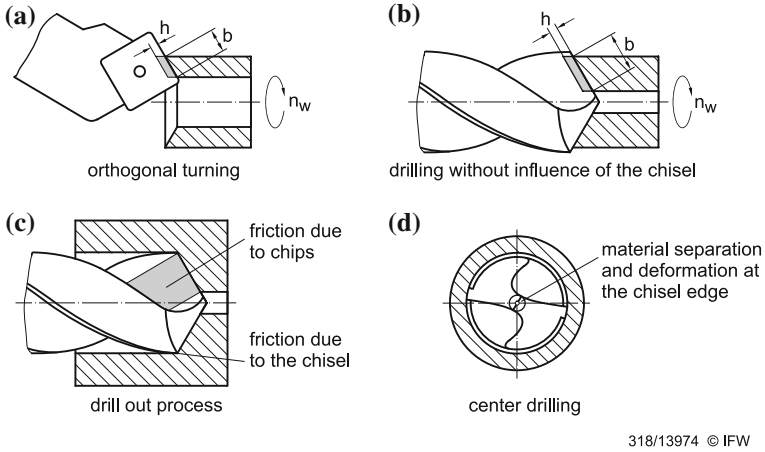 (a)
h
b
n_w
orthogonal turning
(b)
h
b
n_w
drilling without influence of the chisel
(c)
friction due
to chips
friction due
to the chisel
drill out process
(d)
material separation
and deformation at
the chisel edge
center drilling
318/13974 © IFW